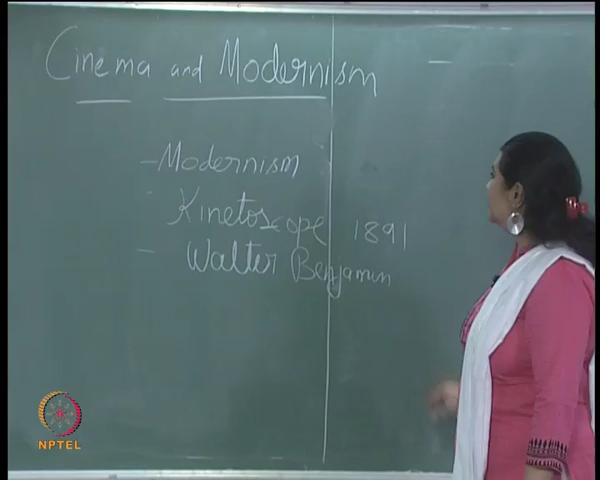 Cinema and Modernism
- Modernism
Kinetoscope 1891
- Walter Benjamin
NPTEL